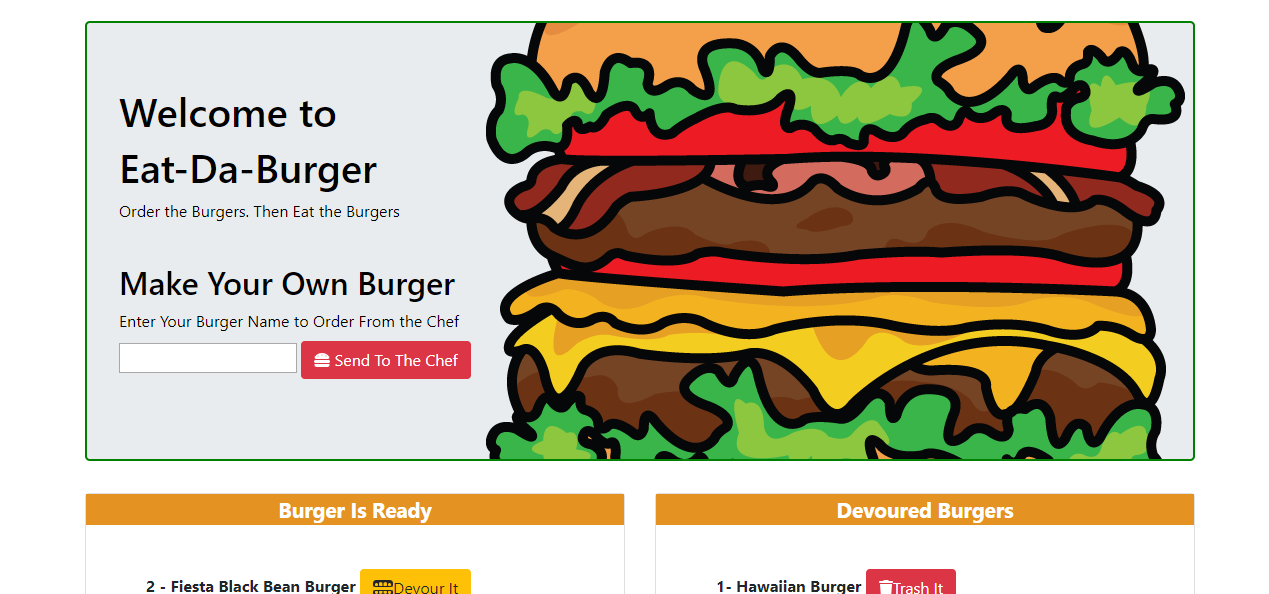 Welcome to
Eat-Da-Burger
Order the Burgers. Then Eat the Burgers
Make Your Own Burger
Enter Your Burger Name to Order From the Chef
Send To The Chef
Burger Is Ready
2 - Fiesta Black Bean Burger Devour It
Devoured Burgers
1- Hawaiian Burger Trash It